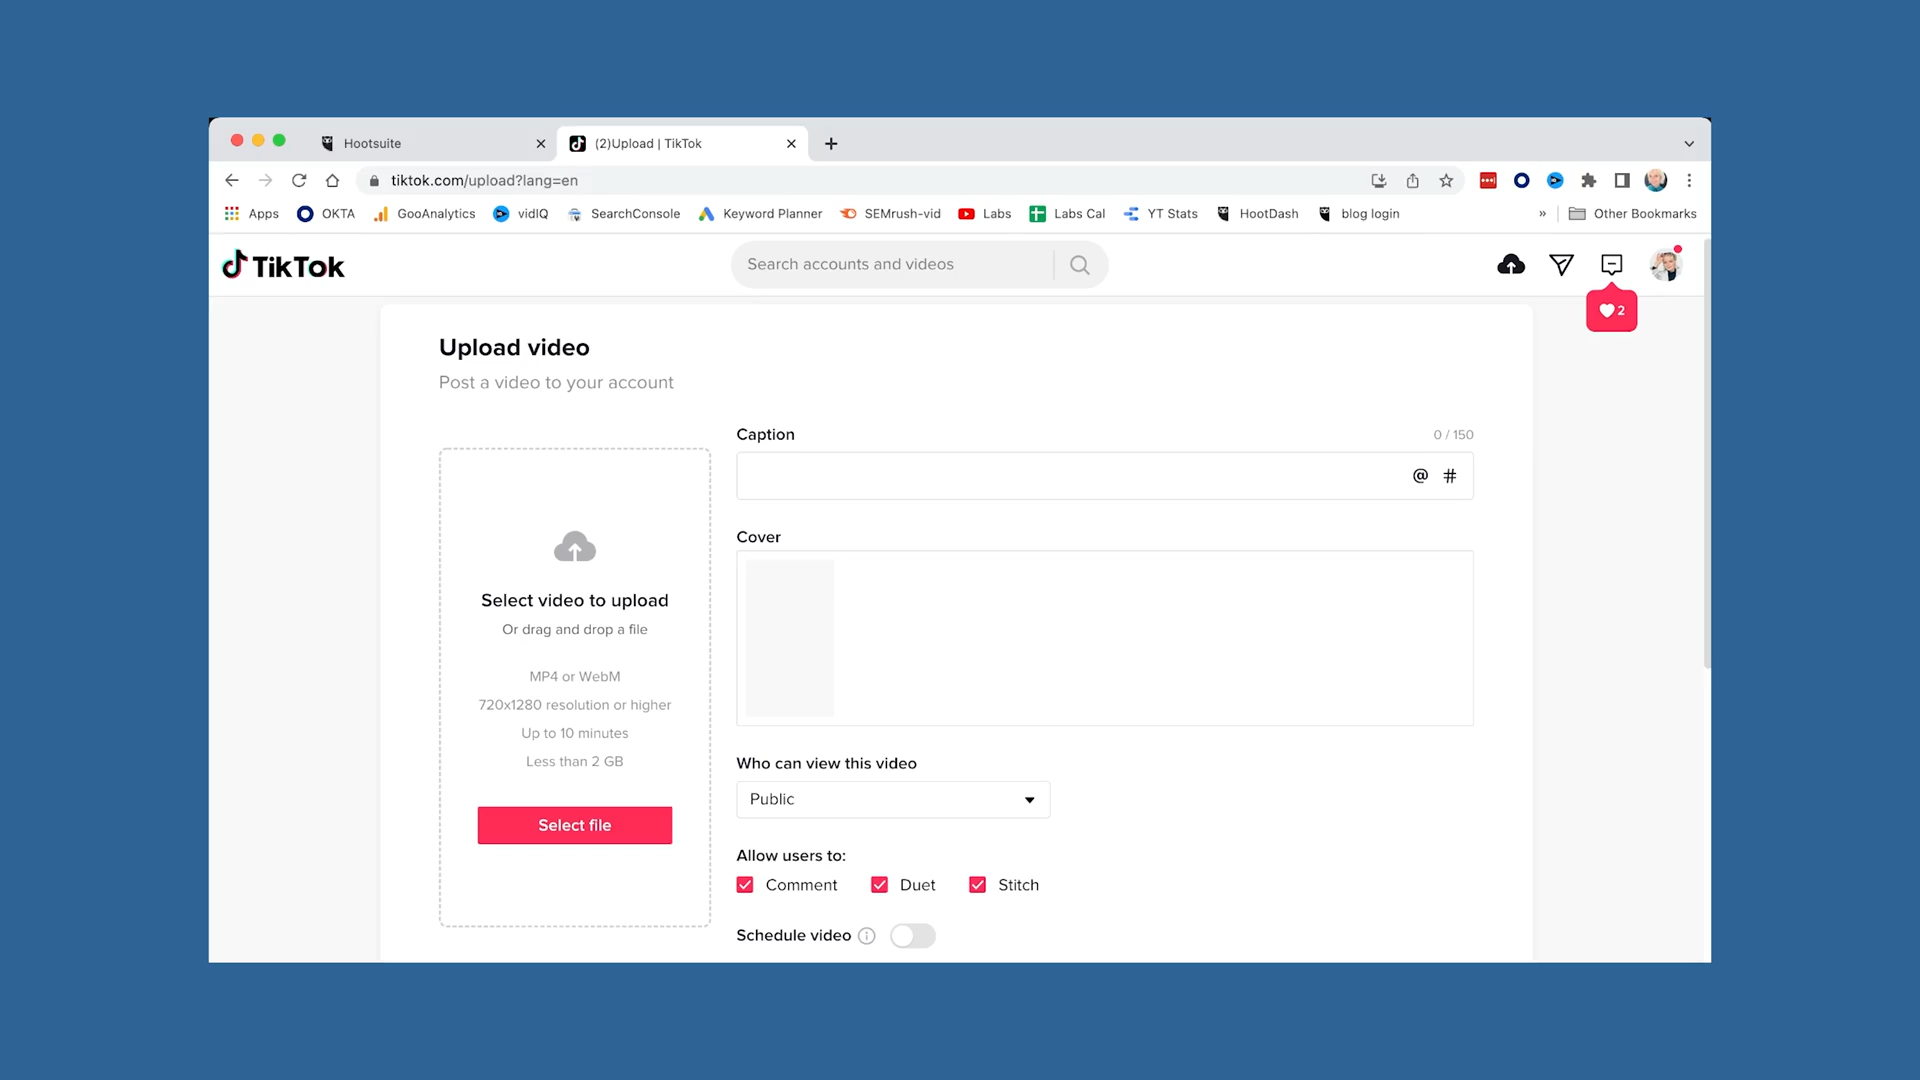 Hootsuite
(2)Upload | TikTok
tiktok.com/upload?lang=en
Apps OKTA GooAnalytics vidIQ SearchConsole Keyword Planner SEMrush-vid Labs Labs Cal YT Stats HootDash blog login » Other Bookmarks
TikTok
Search accounts and videos
2
Upload video
Post a video to your account
Caption
0 / 150
@ #
Select video to upload
Or drag and drop a file
MP4 or WebM
720x1280 resolution or higher
Up to 10 minutes
Less than 2 GB
Select file
Cover
Who can view this video
Public
Allow users to:
Comment Duet Stitch
Schedule video